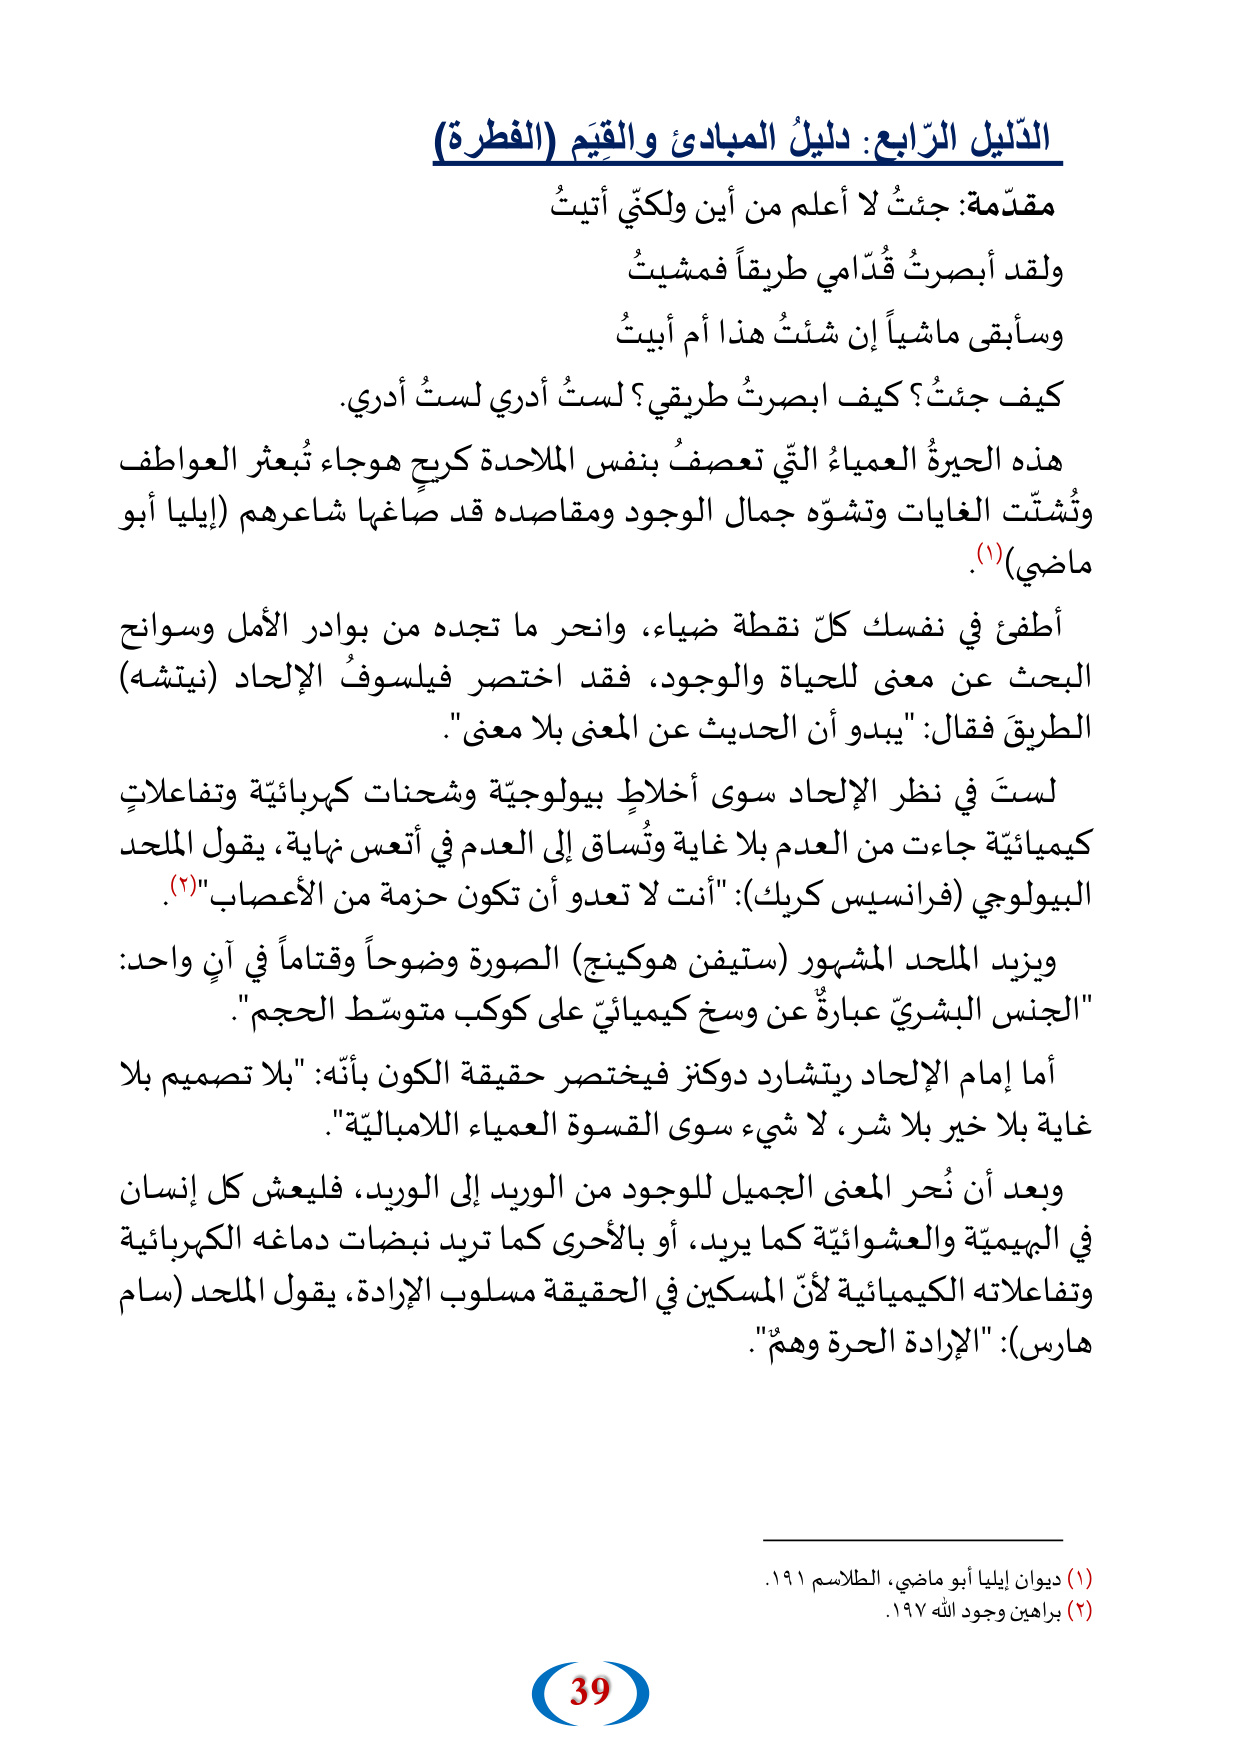 الدّليل الرّابع: دليلُ المبادئ والقِيَم (الفطرة)
مقدّمة: جئتُ لا أعلم من أين ولكنّي أتيتُ
ولقد أبصرتُ قُدّامي طريقاً فمشيتُ
وسأبقى ماشياً إن شئتُ هذا أم أبيتُ
كيف جئتُ؟ كيف ابصرتُ طريقي؟ لستُ أدري لستُ أدري.
هذه الحيرةُ العمياءُ التّي تعصفُ بنفس الملاحدة كريحٍ هوجاء تُبعثر العواطف
وتُشتّت الغايات وتشوّه جمال الوجود ومقاصده قد صاغها شاعرهم (إيليا أبو
ماضي)(١).
أطفئ في نفسك كلّ نقطة ضياء، وانحر ما تجده من بوادر الأمل وسوانح
البحث عن معنى للحياة والوجود، فقد اختصر فيلسوفُ الإلحاد (نيتشه)
الطريقَ فقال: "يبدو أن الحديث عن المعنى بلا معنى".
لستَ في نظر الإلحاد سوى أخلاطٍ بيولوجيّة وشحنات كهربائيّة وتفاعلاتٍ
كيميائيّة جاءت من العدم بلا غاية وتُساق إلى العدم في أتعس نهاية، يقول الملحد
البيولوجي (فرانسيس كريك): "أنت لا تعدو أن تكون حزمة من الأعصاب"(٢).
ويزيد الملحد المشهور (ستيفن هوكينج) الصورة وضوحاً وقتاماً في آنٍ واحد:
"الجنس البشريّ عبارةٌ عن وسخ كيميائيّ على كوكب متوسّط الحجم".
أما إمام الإلحاد ريتشارد دوكنز فيختصر حقيقة الكون بأنّه: "بلا تصميم بلا
غاية بلا خير بلا شر، لا شيء سوى القسوة العمياء اللامباليّة".
وبعد أن نُحر المعنى الجميل للوجود من الوريد إلى الوريد، فليعش كل إنسان
في البهيميّة والعشوائيّة كما يريد، أو بالأحرى كما تريد نبضات دماغه الكهربائية
وتفاعلاته الكيميائية لأنّ المسكين في الحقيقة مسلوب الإرادة، يقول الملحد (سام
هارس): "الإرادة الحرة وهمٌ".
(١) ديوان إيليا أبو ماضي، الطلاسم ١٩١.
(٢) براهين وجود الله ١٩٧.
39